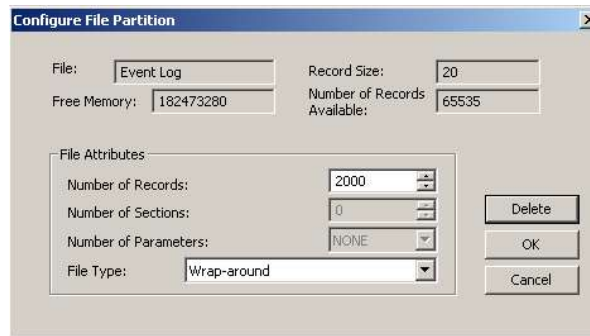 Configure File Partition
File: Event Log Record Size: 20
Free Memory: 182473280 Number of Records Available: 65535
File Attributes
Number of Records: 2000
Number of Sections: 0
Number of Parameters: NONE
File Type: Wrap-around
Delete
OK
Cancel